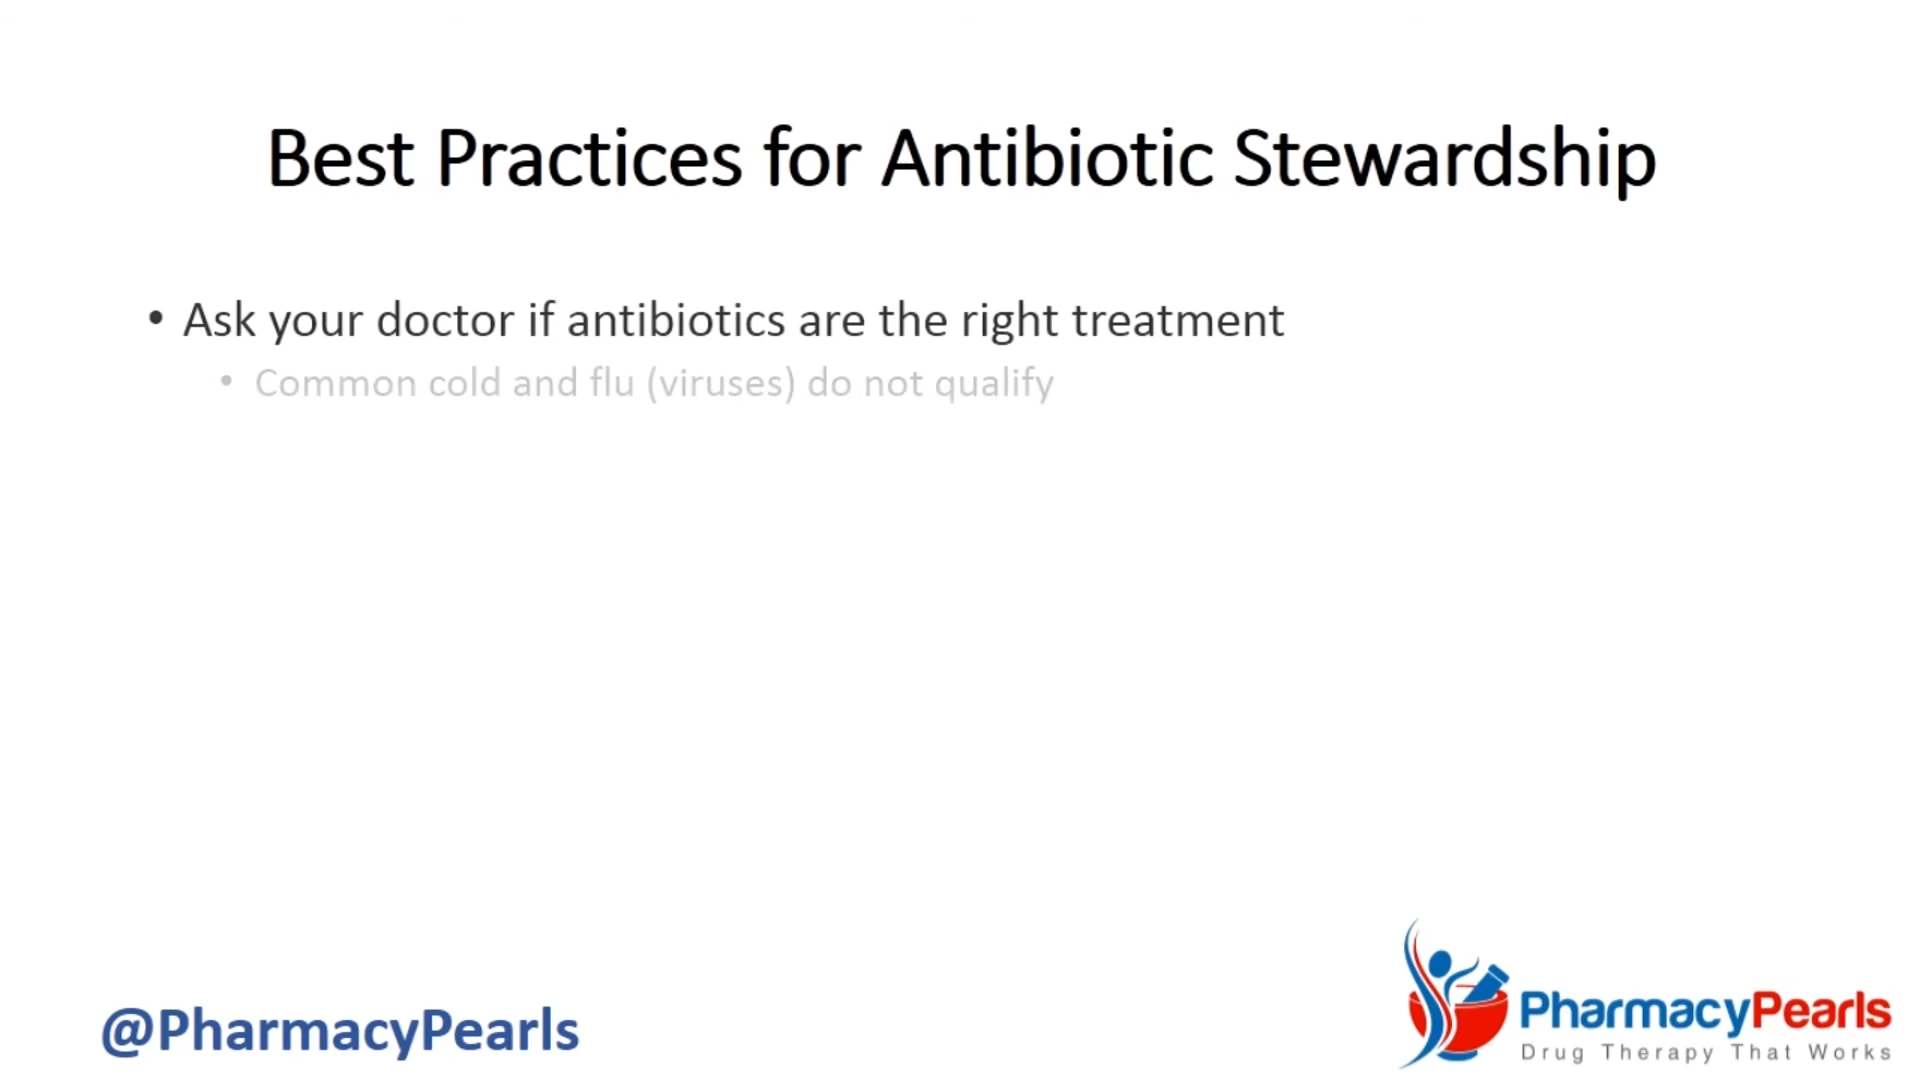 Best Practices for Antibiotic Stewardship
• Ask your doctor if antibiotics are the right treatment
• Common cold and flu (viruses) do not qualify
@PharmacyPearls
PharmacyPearls
Drug Therapy That Works